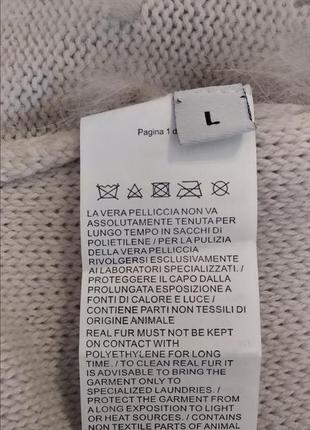 L
Pagina 1 d
LA VERA PELLICCIA NON VA
ASSOLUTAMENTE TENUTA PER
LUNGO TEMPO IN SACCHI DI
POLIETILENE / PER LA PULIZIA
DELLA VERA PELLICCIA
RIVOLGERSI ESCLUSIVAMENTE
AI LABORATORI SPECIALIZZATI. /
PROTEGGERE IL CAPO DALLA
PROLUNGATA ESPOSIZIONE A
FONTI DI CALORE E LUCE /
CONTIENE PARTI NON TESSILI DI
ORIGINE ANIMALE
REAL FUR MUST NOT BE KEPT
ON CONTACT WITH
POLYETHYLENE FOR LONG
TIME. / TO CLEAN REAL FUR IT
IS ADVISABLE TO BRING THE
GARMENT ONLY TO
SPECIALIZED LAUNDRIES. /
PROTECT THE GARMENT FROM
LONG EXPOSITION TO LIGHT
OR HEAT SOURCES. / CONTAINS
NON TEXTILE PARTS OF ANIMAL